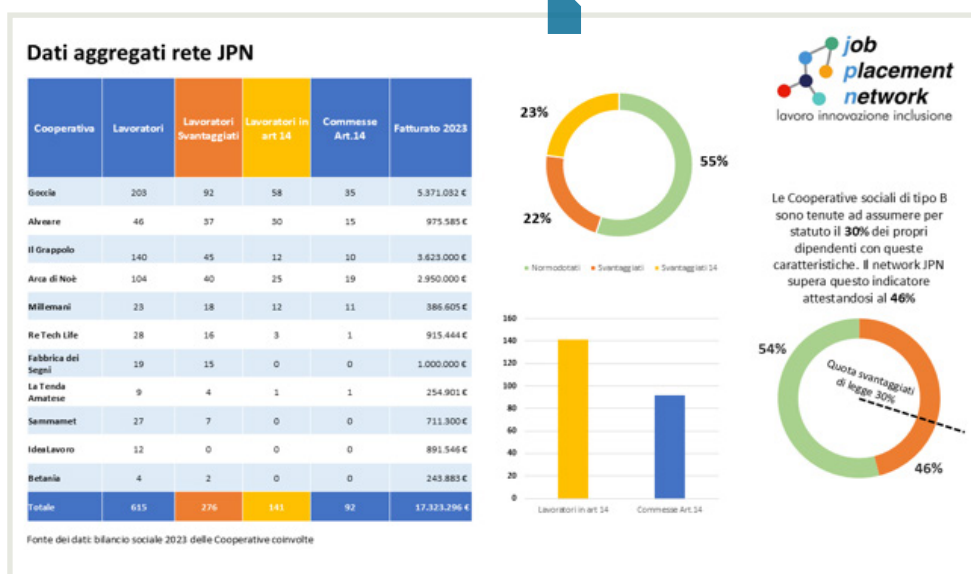 Dati aggregati rete JPN
Cooperativa Lavoratori Lavoratori Svantaggiati Lavoratori in art 14 Commesse Art.14 Fatturato 2023
Goccia 203 92 58 35 5.371.032 €
Alveare 46 37 30 15 975.585 €
Il Grappolo 140 45 12 10 3.623.000 €
Arca di Noè 104 40 25 19 2.950.000 €
Millemani 23 18 12 11 386.605 €
Re Tech Life 28 16 3 1 915.444 €
Fabbrica dei Segni 19 15 0 0 1.000.000 €
La Tenda Amatese 9 4 1 1 254.901 €
Sammamet 27 7 0 0 711.300 €
IdeaLavoro 12 0 0 0 891.546 €
Betania 4 2 0 0 243.883 €
Totale 615 276 141 92 17.323.296 €
Fonte dei dati: bilancio sociale 2023 delle Cooperative coinvolte
23%
55%
22%
Normodotati Svantaggiati Svantaggiati 14
160
140
120
100
80
60
40
20
0
Lavoratori in art 14 Commesse Art.14
job
placement
network
lavoro innovazione inclusione
Le Cooperative sociali di tipo B
sono tenute ad assumere per
statuto il 30% dei propri
dipendenti con queste
caratteristiche. Il network JPN
supera questo indicatore
attestandosi al 46%
54%
Quota svantaggiati
di legge 30%
46%